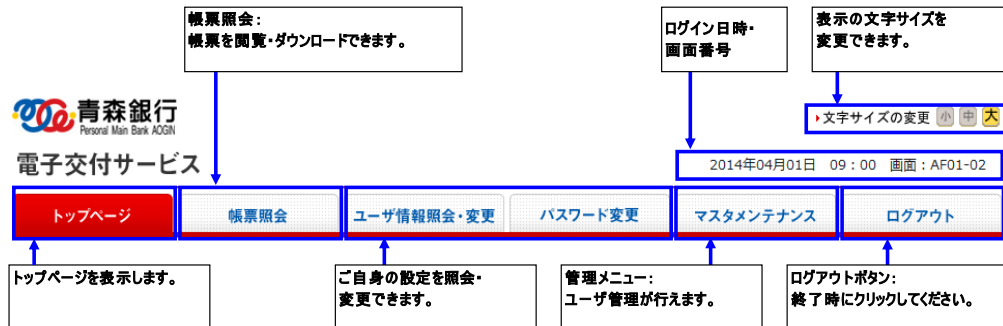 帳票照会：
帳票を閲覧・ダウンロードできます。
ログイン日時・
画面番号
表示の文字サイズを
変更できます。
青森銀行
Personal Main Bank AOGIN
文字サイズの変更 小 中 大
電子交付サービス
2014年04月01日 09：00 画面：AF01-02
トップページ 帳票照会 ユーザ情報照会・変更 パスワード変更 マスタメンテナンス ログアウト
トップページを表示します。
ご自身の設定を照会・
変更できます。
管理メニュー：
ユーザ管理が行えます。
ログアウトボタン：
終了時にクリックしてください。